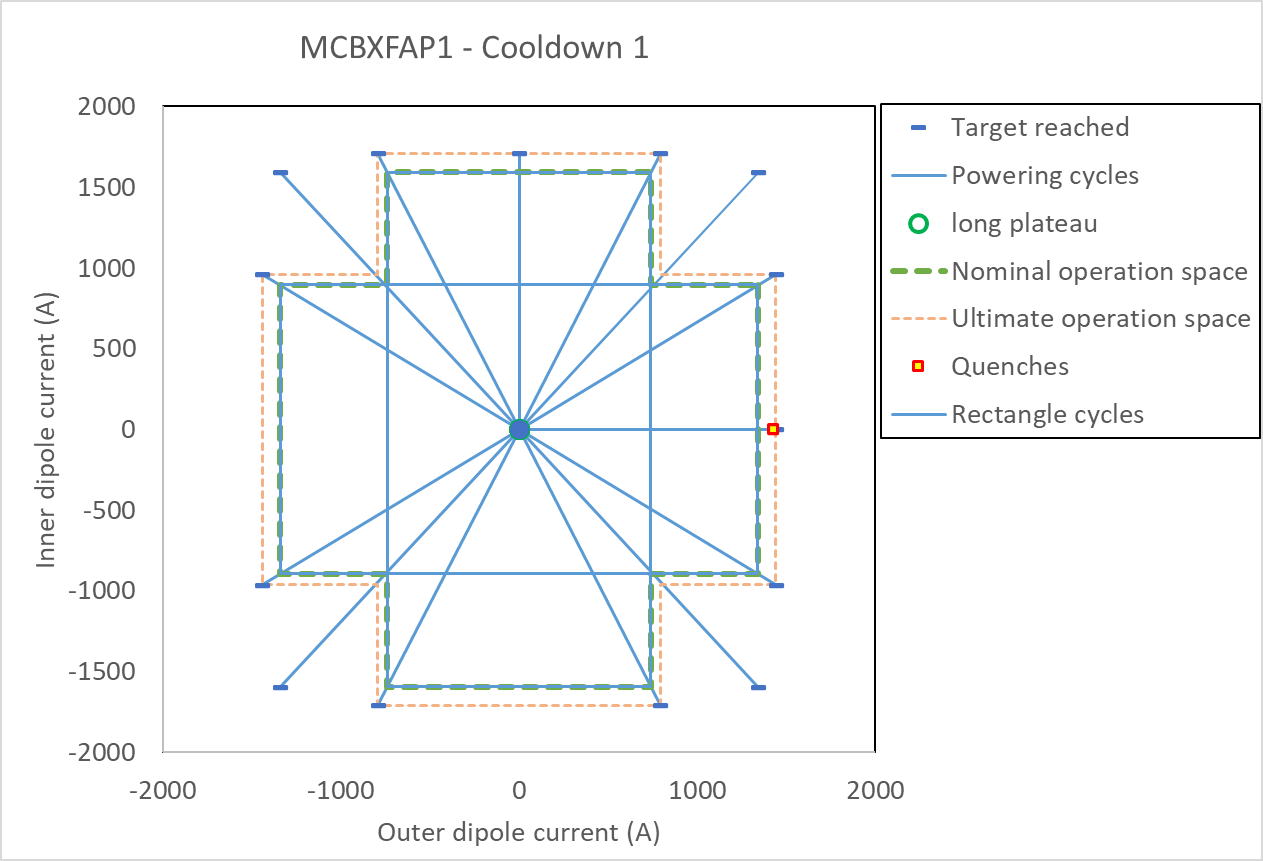 MCBXFAP1 - Cooldown 1
2000
1500
1000
500
0
-500
-1000
-1500
-2000
-2000
-1000
0
1000
2000
Inner dipole current (A)
Outer dipole current (A)
Target reached
Powering cycles
long plateau
Nominal operation space
Ultimate operation space
Quenches
Rectangle cycles